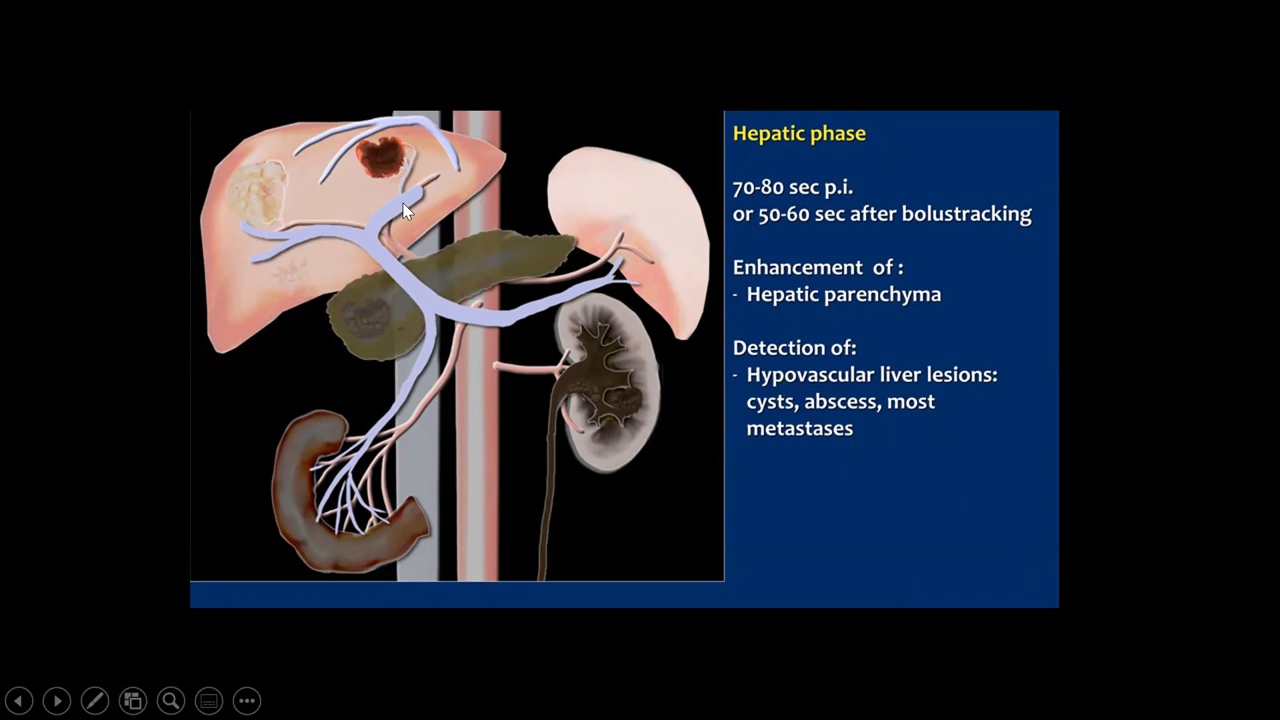 Hepatic phase
70-80 sec p.i.
or 50-60 sec after bolustracking
Enhancement of :
- Hepatic parenchyma
Detection of:
- Hypovascular liver lesions:
cysts, abscess, most
metastases